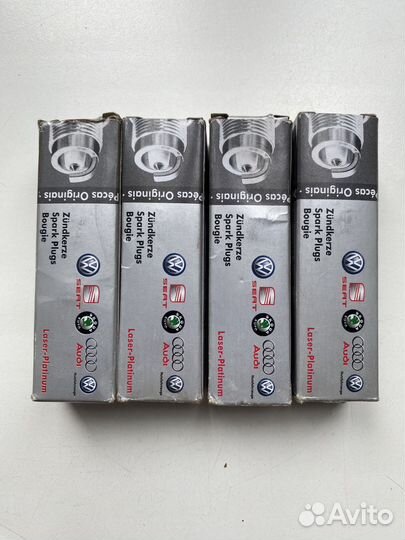 Peças Originais •
Zündkerze
Spark Plugs
Bougie
SEAT
Audi
Laser-Platinum
Peças Originais •
Zündkerze
Spark Plugs
Bougie
SEAT
Audi
Laser-Platinum
Peças Originais •
Zündkerze
Spark Plugs
Bougie
SEAT
Audi
Laser-Platinum
Peças Originais •
Zündkerze
Spark Plugs
Bougie
SEAT
Audi
Laser-Platinum
Avito